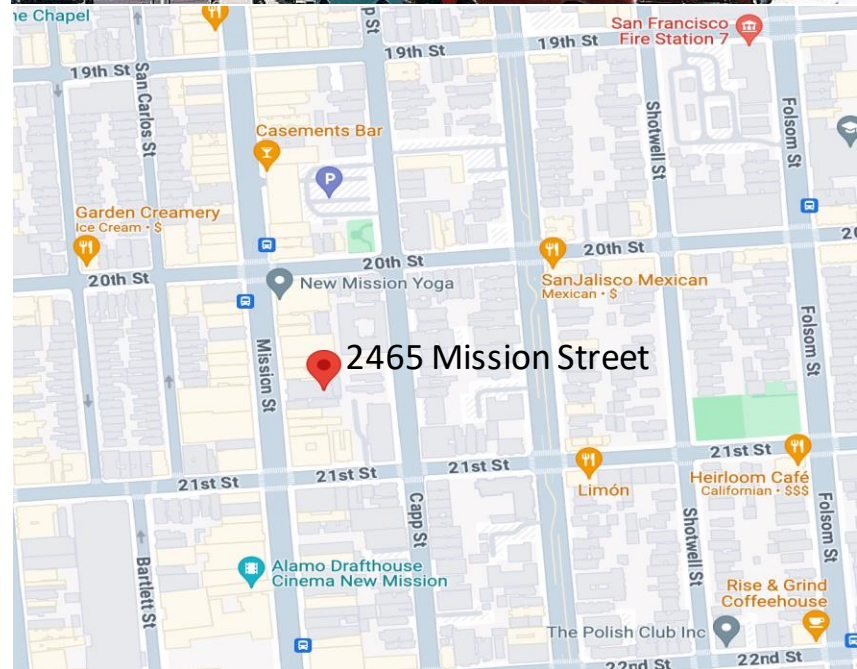 ne Chapel
San Francisco
Fire Station 7
19th St
19th St
19th St
San Carlos St
p St
Shotwell St
Folsom St
Casements Bar
P
Garden Creamery
Ice Cream • $
20th St
20th St
20th St
20
New Mission Yoga
SanJalisco Mexican
Mexican • $
2465 Mission Street
Mission St
21st St
21st St
21st St
21st St
Limón
Heirloom Café
Californian • $$$
Capp St
Shotwell St
Folsom St
Bartlett St
Alamo Drafthouse
Cinema New Mission
Rise & Grind
Coffeehouse
The Polish Club Inc
22nd St
22nd St